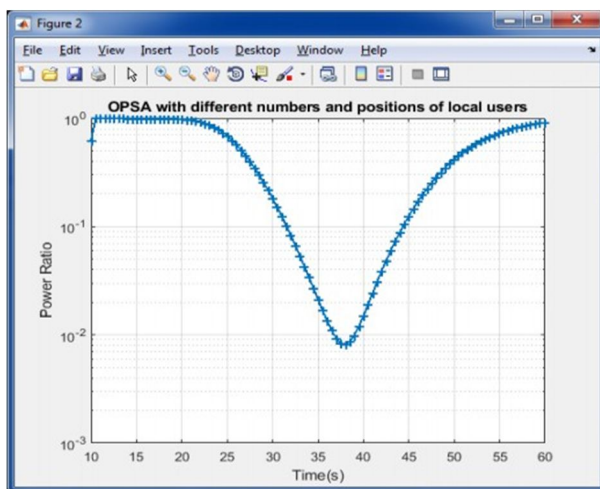 Figure 2
File Edit View Insert Tools Desktop Window Help
OPSA with different numbers and positions of local users
10^0
10^-1
10^-2
10^-3
Power Ratio
10 15 20 25 30 35 40 45 50 55 60
Time(s)